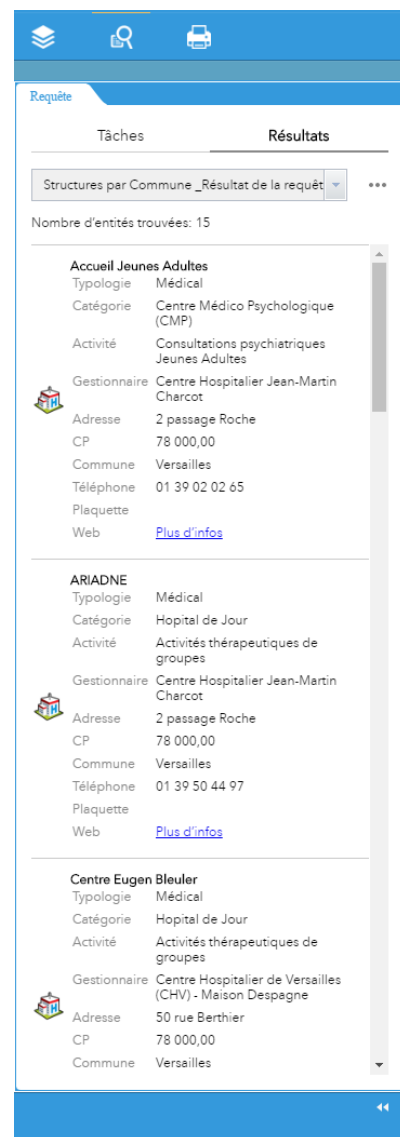 Requête
Tâches Résultats
Structures par Commune _Résultat de la requêt
Nombre d'entités trouvées: 15
Accueil Jeunes Adultes
Typologie Médical
Catégorie Centre Médico Psychologique
(CMP)
Activité Consultations psychiatriques
Jeunes Adultes
Gestionnaire Centre Hospitalier Jean-Martin
Charcot
Adresse 2 passage Roche
CP 78 000,00
Commune Versailles
Téléphone 01 39 02 02 65
Plaquette
Web Plus d'infos
ARIADNE
Typologie Médical
Catégorie Hopital de Jour
Activité Activités thérapeutiques de
groupes
Gestionnaire Centre Hospitalier Jean-Martin
Charcot
Adresse 2 passage Roche
CP 78 000,00
Commune Versailles
Téléphone 01 39 50 44 97
Plaquette
Web Plus d'infos
Centre Eugen Bleuler
Typologie Médical
Catégorie Hopital de Jour
Activité Activités thérapeutiques de
groupes
Gestionnaire Centre Hospitalier de Versailles
(CHV) - Maison Despagne
Adresse 50 rue Berthier
CP 78 000,00
Commune Versailles